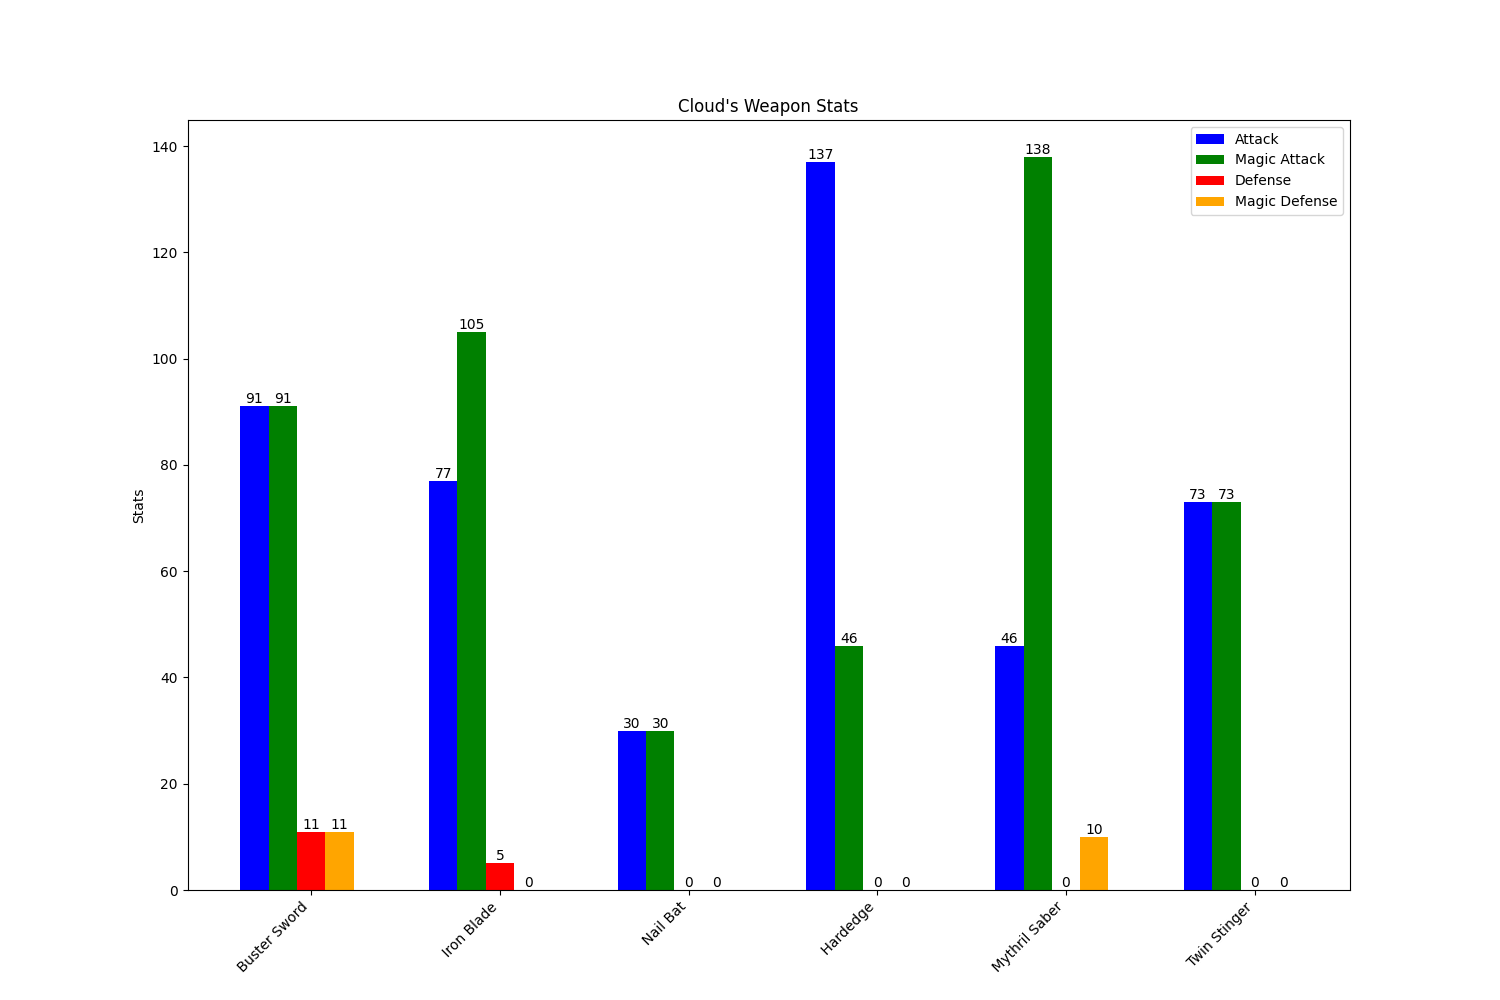 Cloud's Weapon Stats
Attack
Magic Attack
Defense
Magic Defense
Stats
140
120
100
80
60
40
20
0
91 91 11 11
77 105 5 0
30 30 0 0
137 46 0 0
46 138 0 10
73 73 0 0
Buster Sword
Iron Blade
Nail Bat
Hardedge
Mythril Saber
Twin Stinger